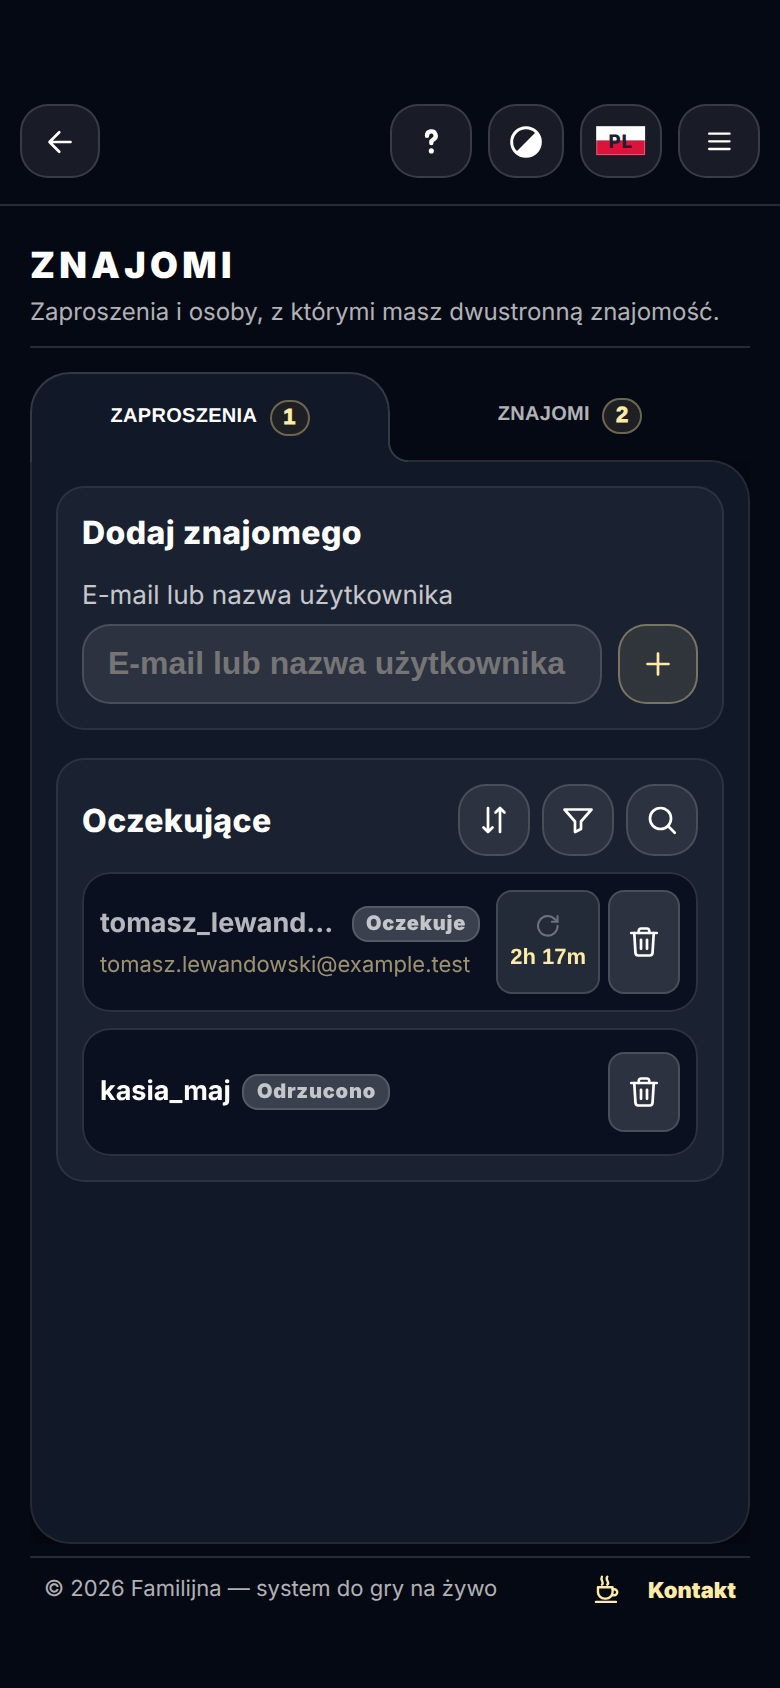 ?
PL
ZNAJOMI
Zaproszenia i osoby, z którymi masz dwustronną znajomość.
ZAPROSZENIA 1
ZNAJOMI 2
Dodaj znajomego
E-mail lub nazwa użytkownika
E-mail lub nazwa użytkownika
Oczekujące
tomasz_lewand... Oczekuje
tomasz.lewandowski@example.test
2h 17m
kasia_maj Odrzucono
© 2026 Familijna — system do gry na żywo
Kontakt